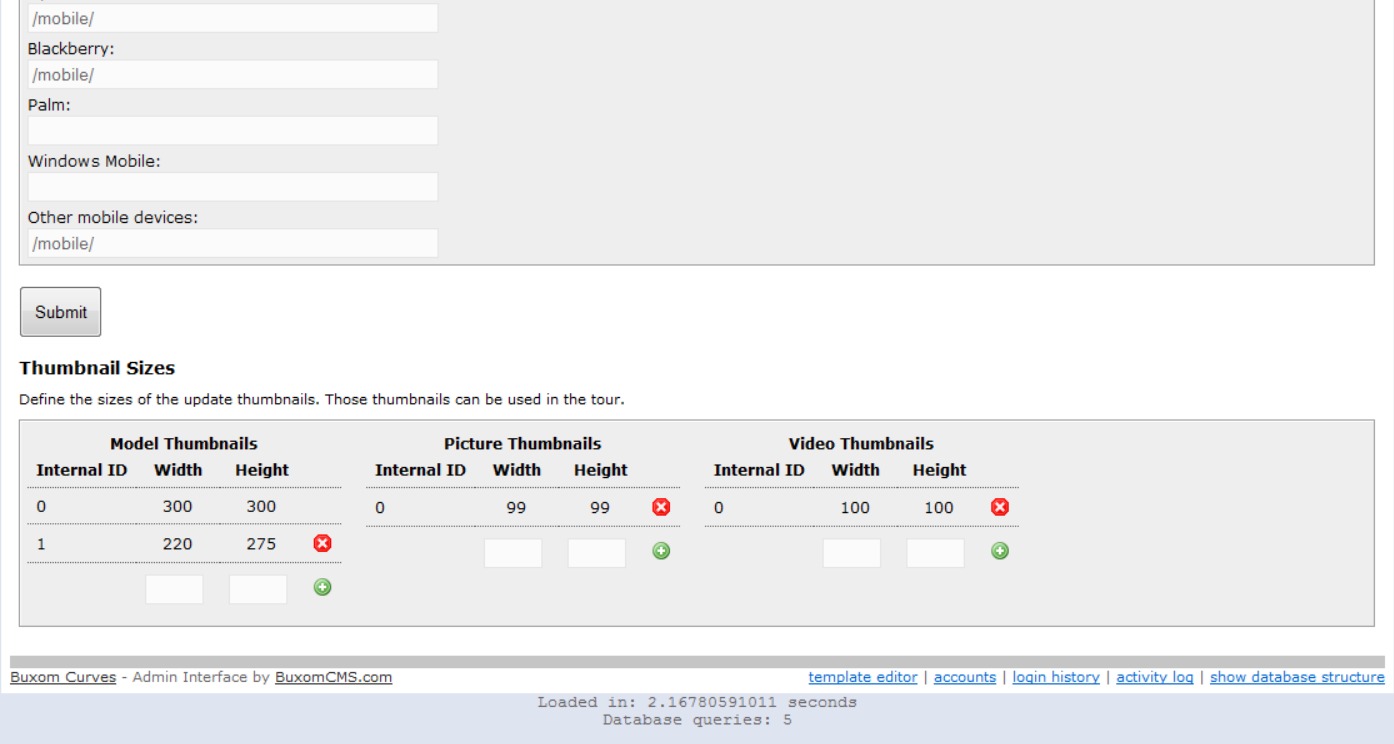 /mobile/
Blackberry:
/mobile/
Palm:
Windows Mobile:
Other mobile devices:
/mobile/
Submit
Thumbnail Sizes
Define the sizes of the update thumbnails. Those thumbnails can be used in the tour.
Model Thumbnails
Internal ID Width Height
0 300 300
1 220 275
Picture Thumbnails
Internal ID Width Height
0 99 99
Video Thumbnails
Internal ID Width Height
0 100 100
Buxom Curves - Admin Interface by BuxomCMS.com
template editor | accounts | login history | activity log | show database structure
Loaded in: 2.16780591011 seconds
Database queries: 5